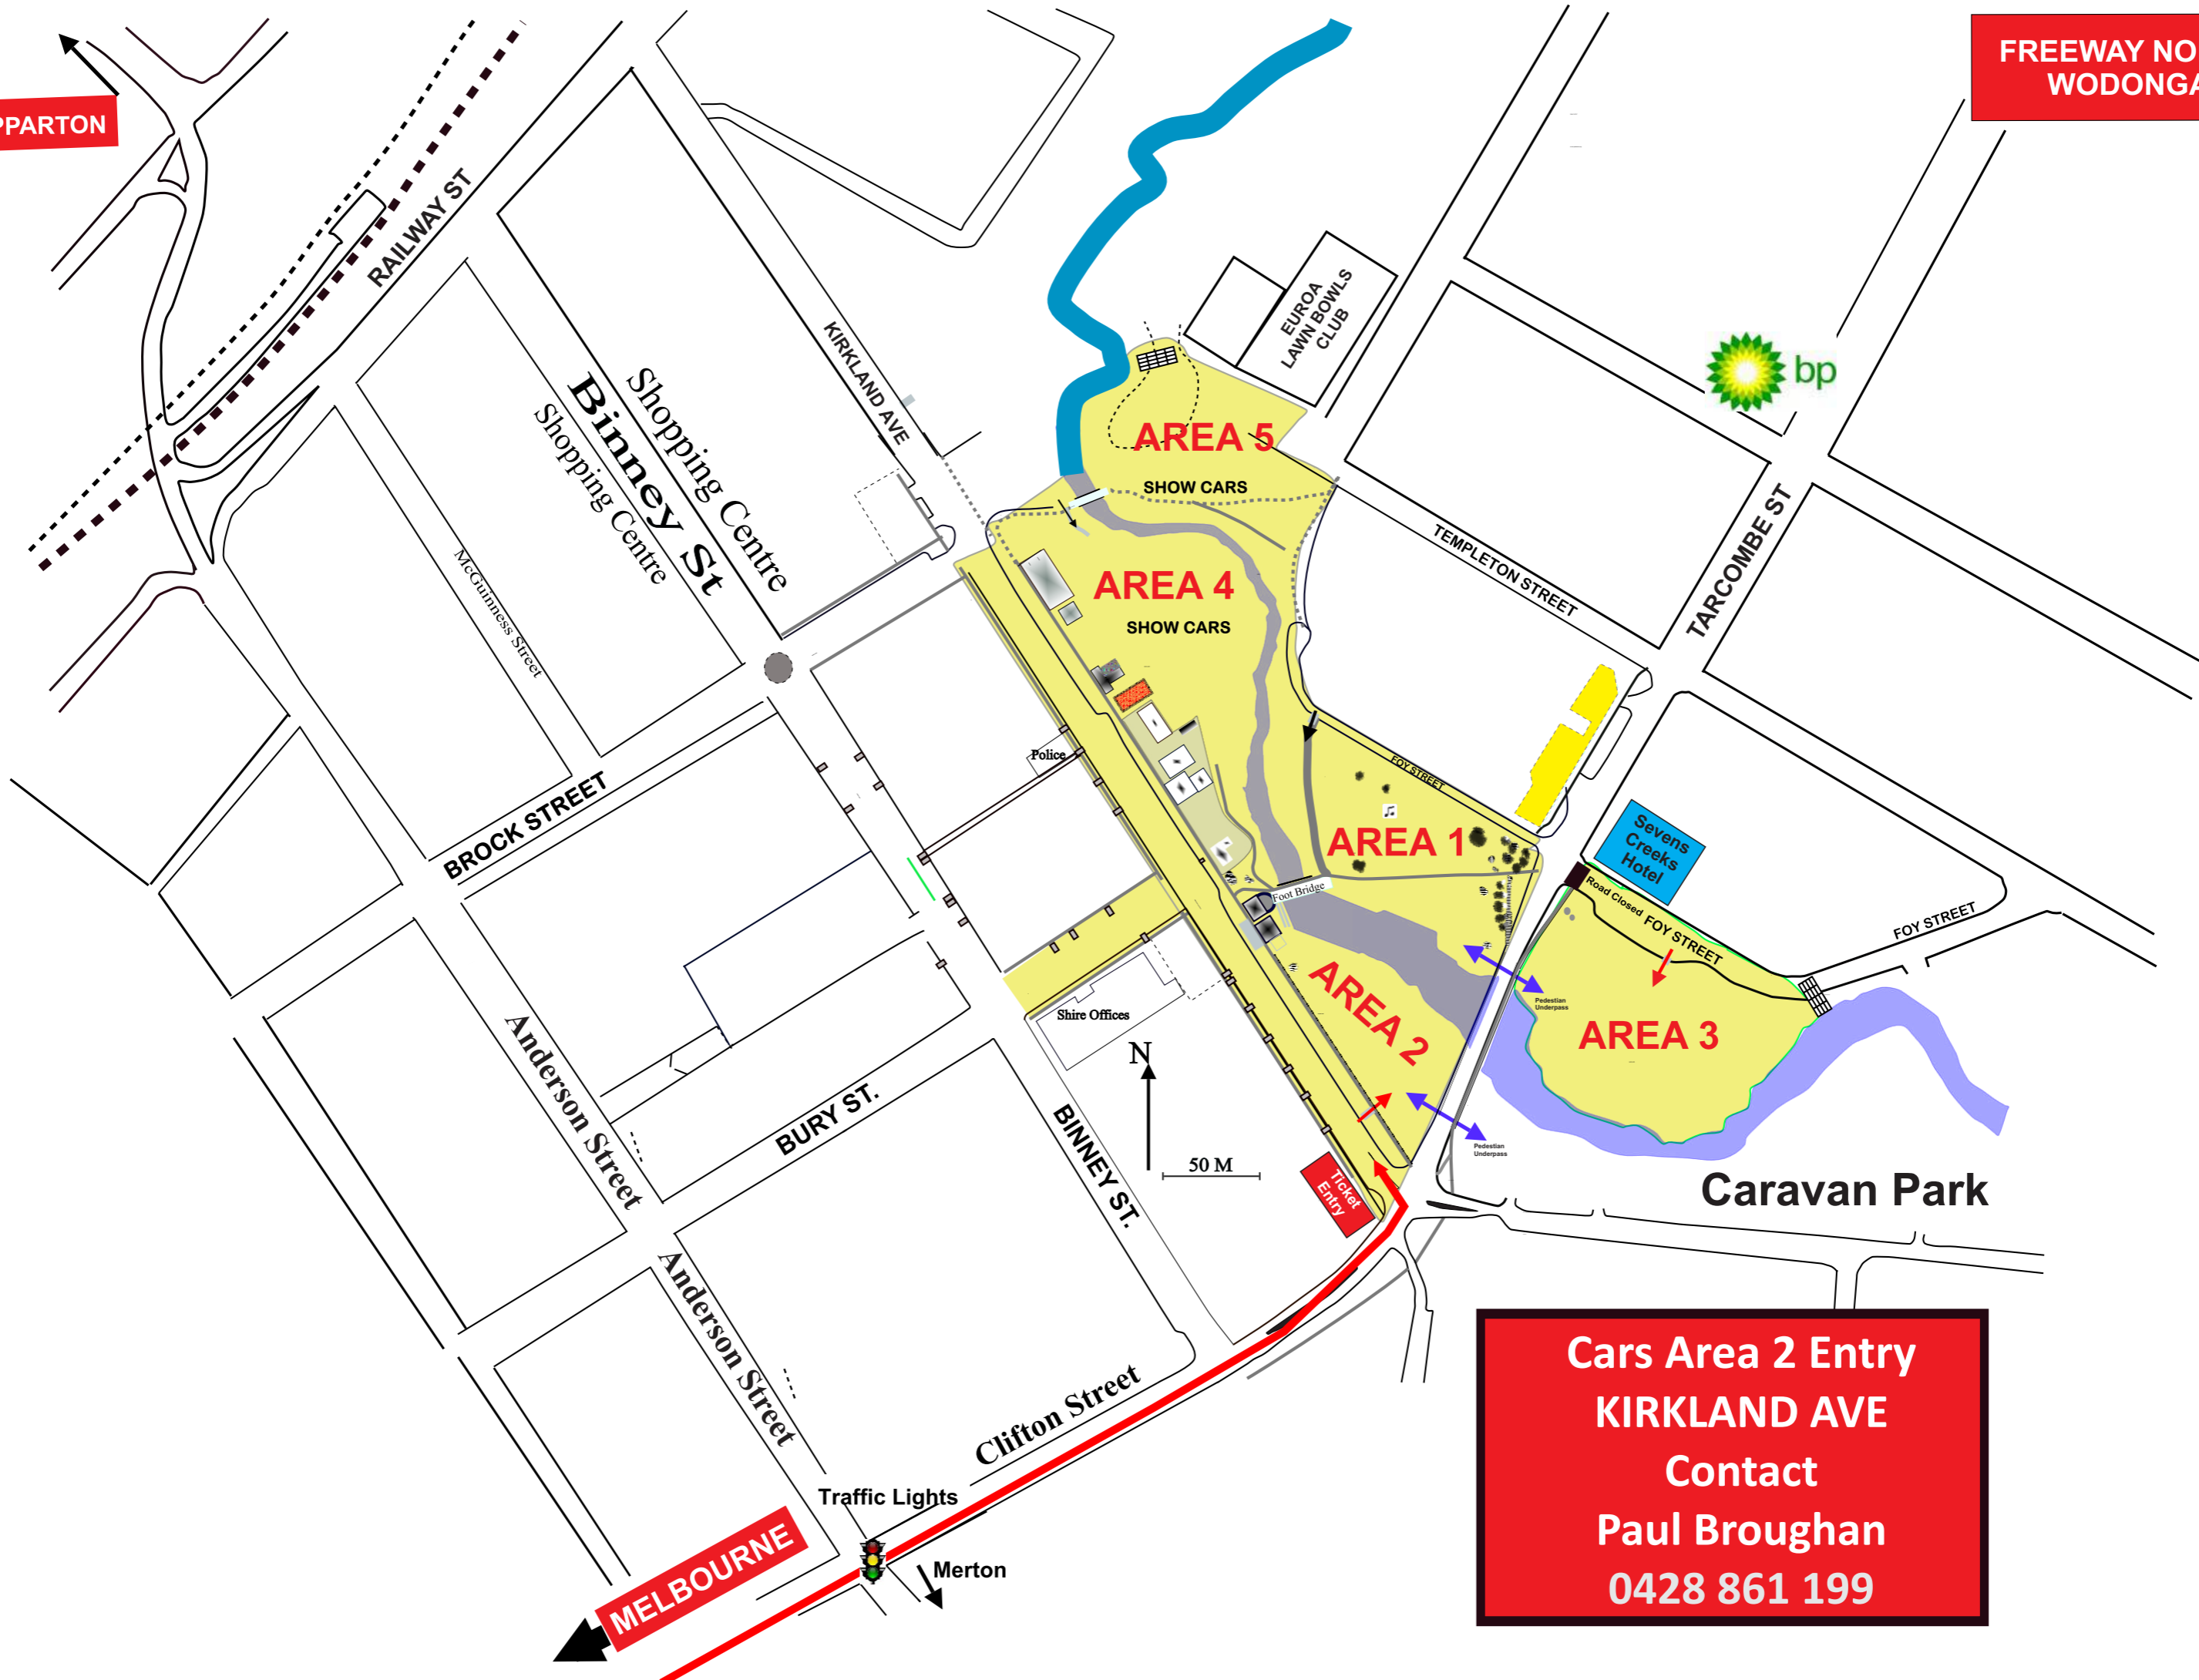 FREEWAY NO
WODONGA
PPARTON
RAILWAY ST
KIRKLAND AVE
EUROA
LAWN BOWLS
CLUB
bp
Shopping Centre
Binney St
Shopping Centre
McGuinness Street
AREA 5
SHOW CARS
AREA 4
SHOW CARS
TEMPLETON STREET
TARCOMBE ST
Police
FOY STREET
BROCK STREET
AREA 1
Sevens
Creeks
Hotel
Foot Bridge
Road Closed
FOY STREET
FOY STREET
AREA 2
Pedestian
Underpass
AREA 3
Shire Offices
N
50 M
Anderson Street
BURY ST.
BINNEY ST.
Pedestian
Underpass
Ticket
Entry
Caravan Park
Anderson Street
Clifton Street
Traffic Lights
Merton
MELBOURNE
Cars Area 2 Entry
KIRKLAND AVE
Contact
Paul Broughan
0428 861 199